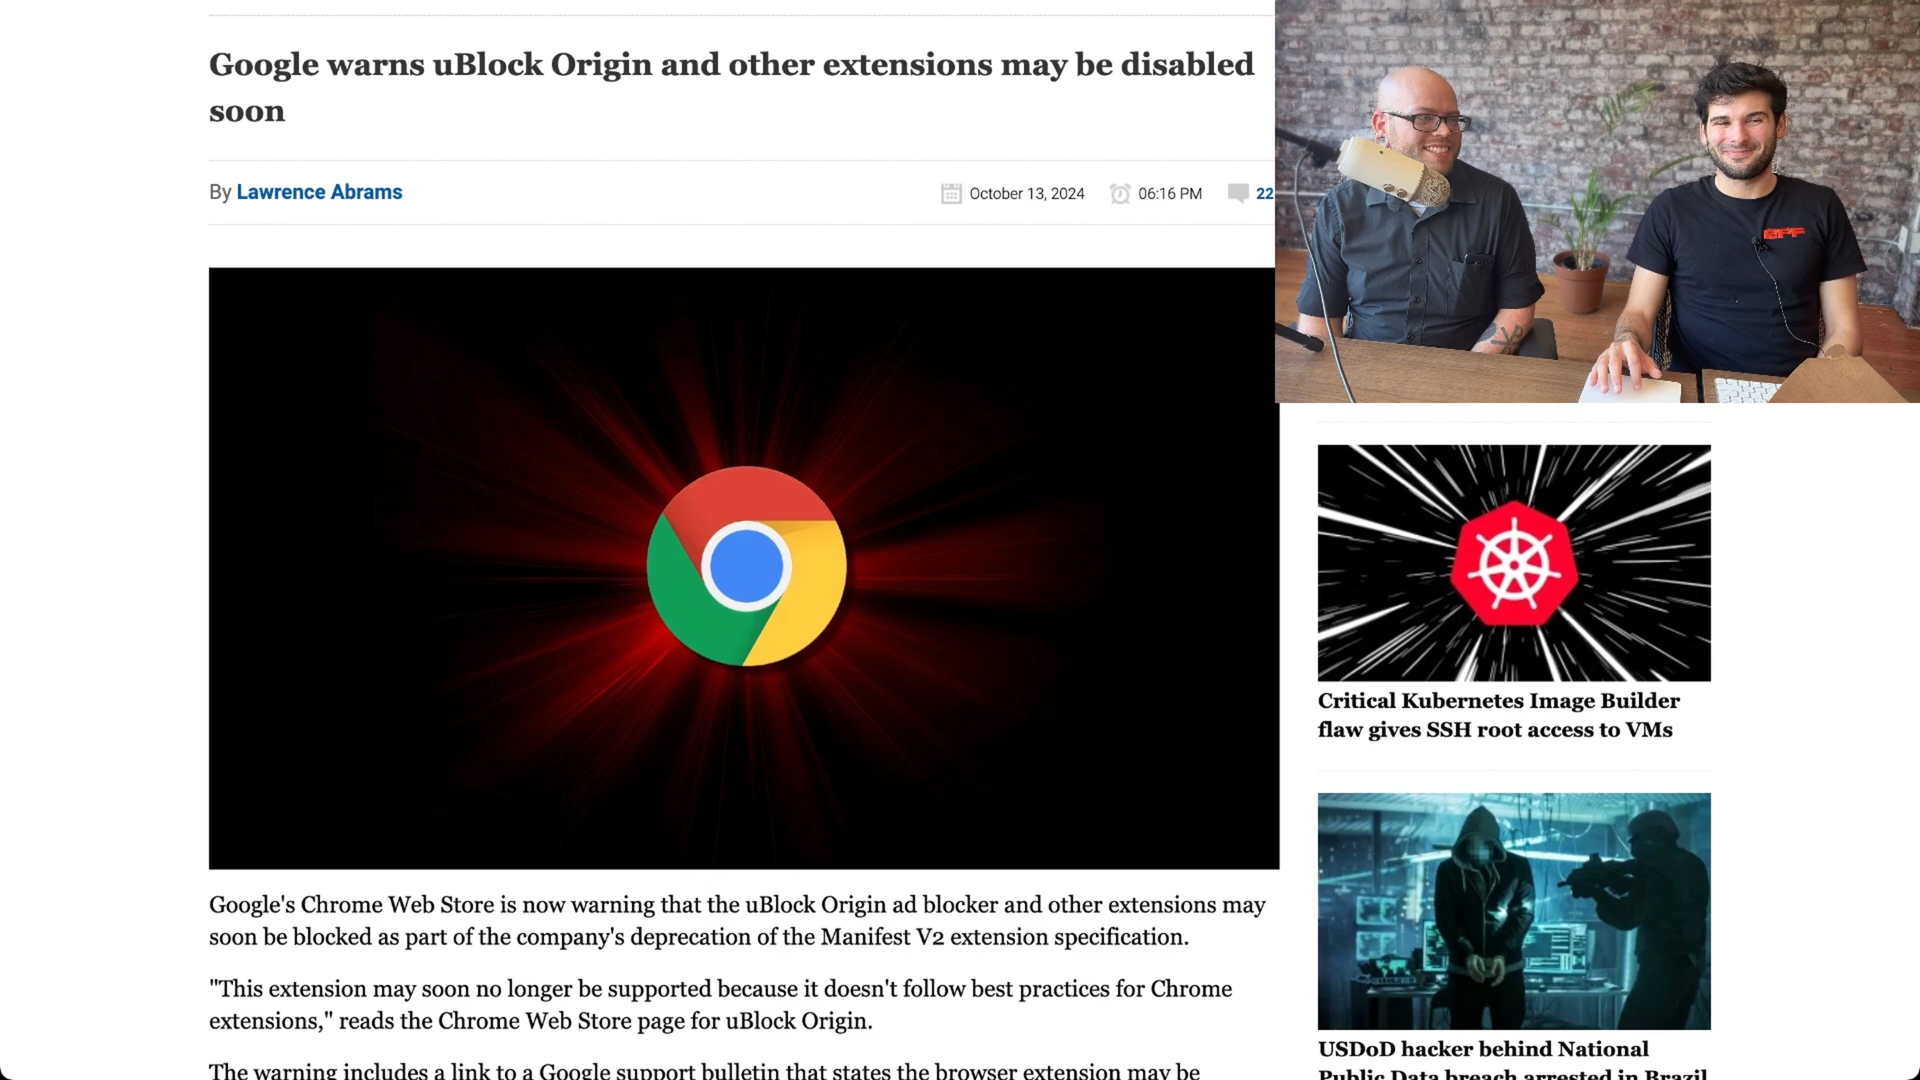 Google warns uBlock Origin and other extensions may be disabled
soon
By Lawrence Abrams
October 13, 2024
06:16 PM
22
EFF
Critical Kubernetes Image Builder
flaw gives SSH root access to VMs
Google's Chrome Web Store is now warning that the uBlock Origin ad blocker and other extensions may
soon be blocked as part of the company's deprecation of the Manifest V2 extension specification.
"This extension may soon no longer be supported because it doesn't follow best practices for Chrome
extensions," reads the Chrome Web Store page for uBlock Origin.
The warning includes a link to a Google support bulletin that states the browser extension may be
USDoD hacker behind National
Public Data breach arrested in Brazil